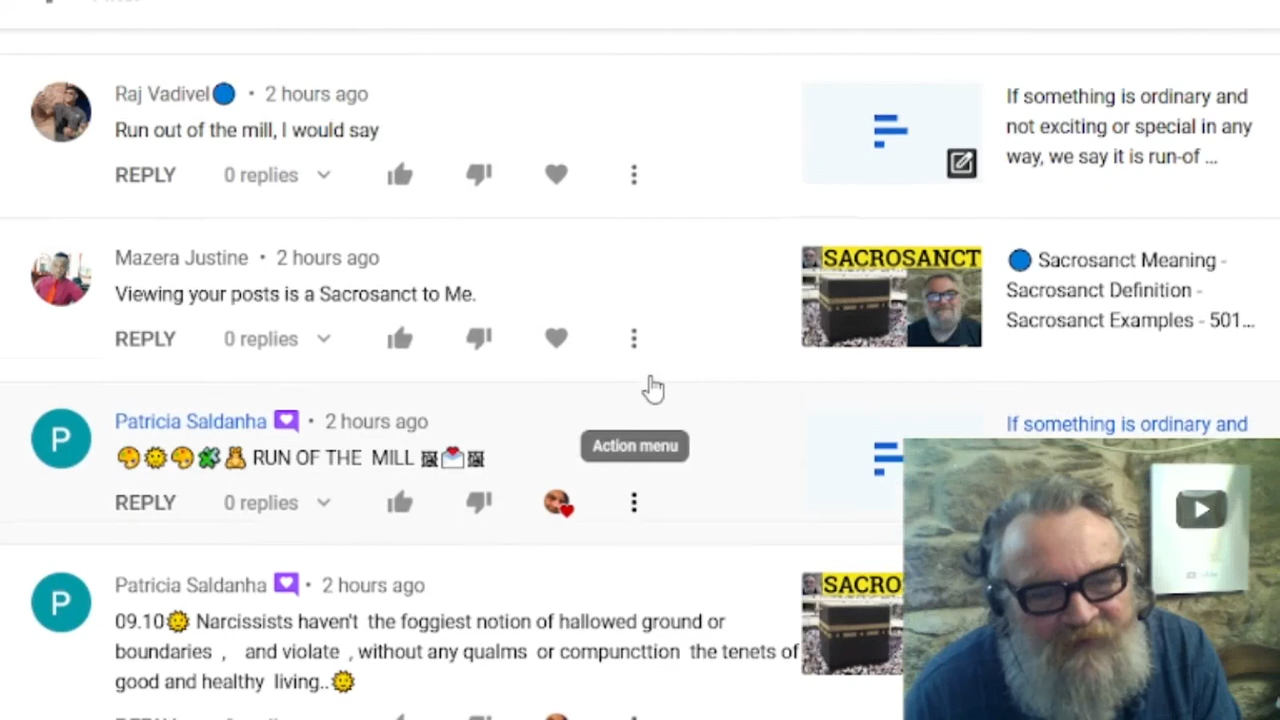 Raj Vadivel • 2 hours ago
Run out of the mill, I would say
REPLY 0 replies
If something is ordinary and
not exciting or special in any
way, we say it is run-of ...
Mazera Justine • 2 hours ago
Viewing your posts is a Sacrosanct to Me.
REPLY 0 replies
SACROSANCT
🔵 Sacrosanct Meaning -
Sacrosanct Definition -
Sacrosanct Examples - 501...
Patricia Saldanha • 2 hours ago
🎨🌞🎨🧩🧸 RUN OF THE MILL 🖼💌🖼
REPLY 0 replies
Action menu
If something is ordinary and
P
Patricia Saldanha • 2 hours ago
09.10🌞 Narcissists haven't the foggiest notion of hallowed ground or
boundaries , and violate , without any qualms or compuncttion the tenets of
good and healthy living..🌞
P
SACRO